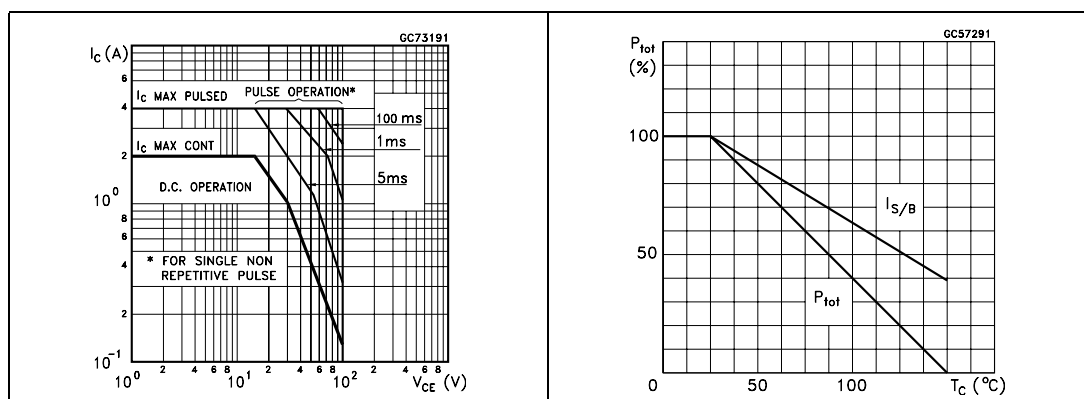 GC73191
I_C (A)
6
I_C MAX PULSED
PULSE OPERATION*
4
100 ms
1ms
I_C MAX CONT
2
5ms
D.C. OPERATION
10^0
8
6
* FOR SINGLE NON
REPETITIVE PULSE
4
2
10^-1
10^0 2 4 6 8 10^1 2 4 6 8 10^2 2 4 6 8
V_CE (V)
GC57291
P_tot
(%)
100
I_S/B
50
P_tot
0 50 100 T_C (°C)